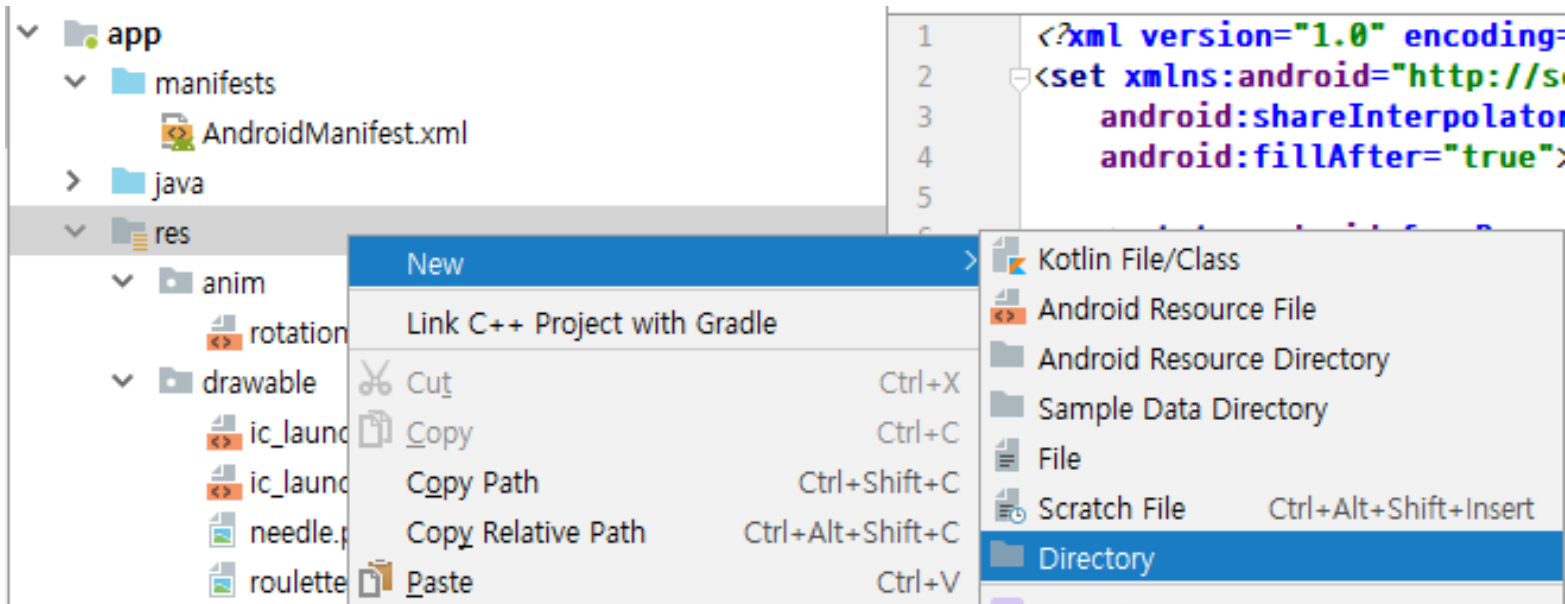 app
manifests
AndroidManifest.xml
java
res
anim
rotation
drawable
ic_laund
ic_laund
needle.p
roulette
1 <?xml version="1.0" encoding=
2 <set xmlns:android="http://s
3 android:shareInterpolator
4 android:fillAfter="true">
5
New
Link C++ Project with Gradle
Cut Ctrl+X
Copy Ctrl+C
Copy Path Ctrl+Shift+C
Copy Relative Path Ctrl+Alt+Shift+C
Paste Ctrl+V
Kotlin File/Class
Android Resource File
Android Resource Directory
Sample Data Directory
File
Scratch File Ctrl+Alt+Shift+Insert
Directory